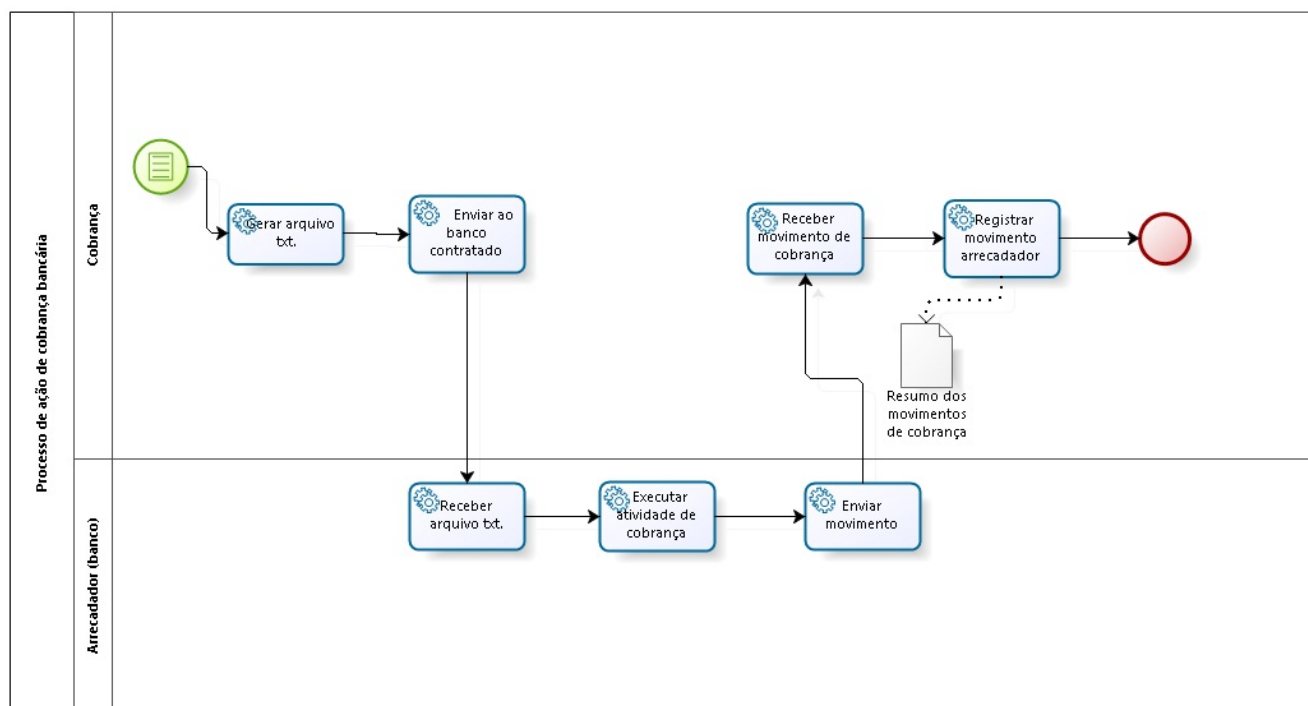 Processo de ação de cobrança bancária
Cobrança
Gerar arquivo
txt.
Enviar ao
banco
contratado
Receber
movimento de
cobrança
Registrar
movimento
arrecadador
Resumo dos
movimentos
de cobrança
Arrecadador (banco)
Receber
arquivo txt.
Executar
atividade de
cobrança
Enviar
movimento